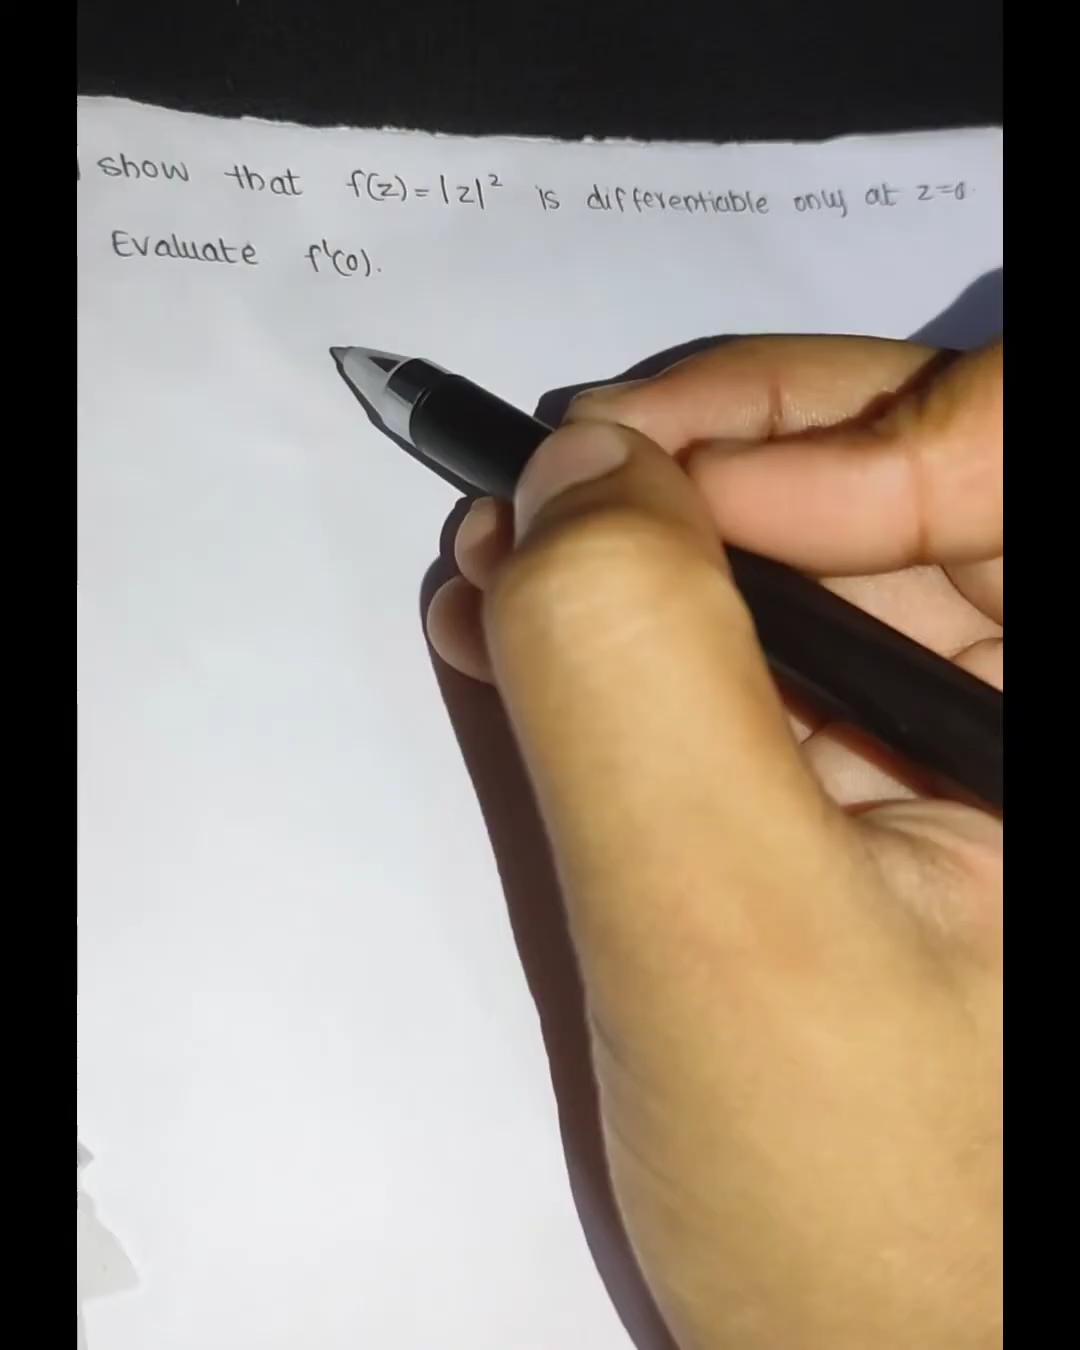 show that f(z) = |z|² is differentiable only at z=0.
Evaluate f'(0).